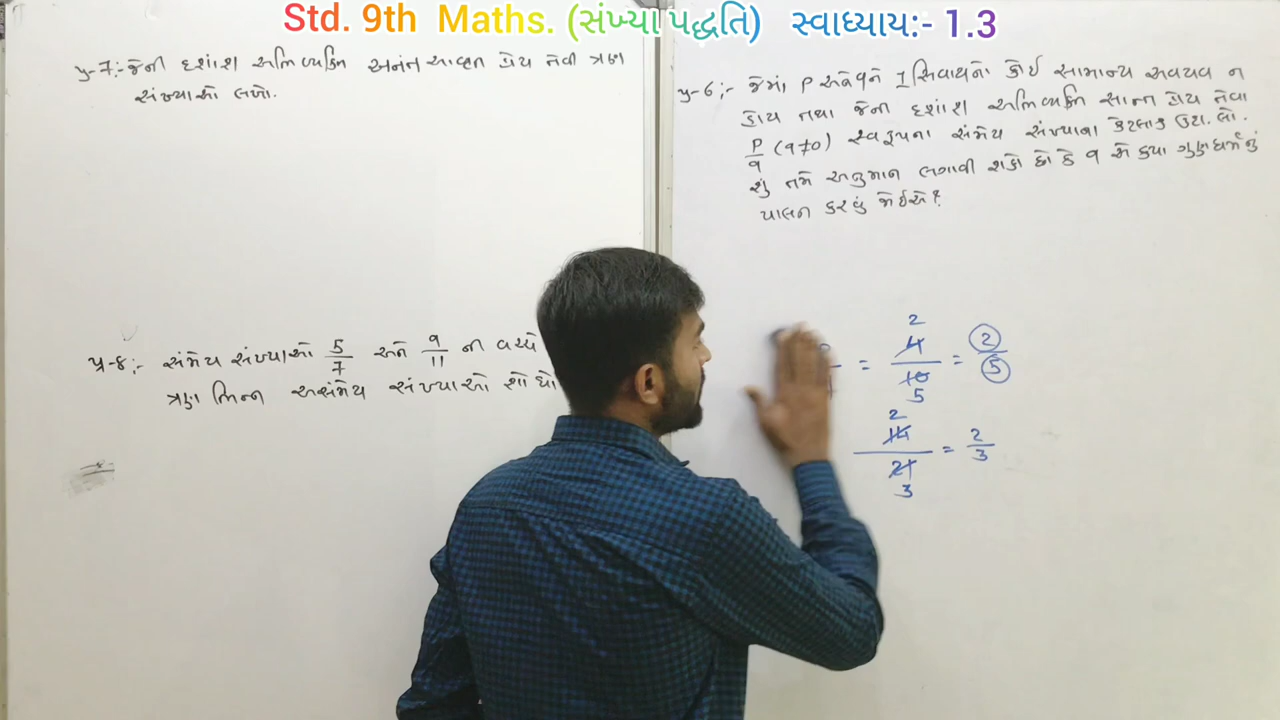 Std. 9th Maths. (સંખ્યા પદ્ધતિ) સ્વાધ્યાય:- 1.3
પ્ર-7:- જેની દશાંશ અભિવ્યક્તિ અનંત આવૃત્ત હોય તેવી ત્રણ
સંખ્યાઓ લખો.
પ્ર-8:- સંમેય સંખ્યાઓ 5/7 અને 9/11 ની વચ્ચે
ત્રણ ભિન્ન અસંમેય સંખ્યાઓ શોધો
પ્ર-6:- જેમાં P અને q ને 1 સિવાયનો કોઈ સામાન્ય અવયવ ન
હોય તથા જેની દશાંશ અભિવ્યક્તિ સાન્ત હોય તેવા
P/q (q≠0) સ્વરૂપના સંમેય સંખ્યાના કેટલાક ઉદા. લો.
શું તમે અનુમાન લગાવી શકો છો કે q એ કયા ગુણધર્મનું
પાલન કરવું જોઈએ?
= 4/10 = 2/5
2
5
2
14/21 = 2/3
3